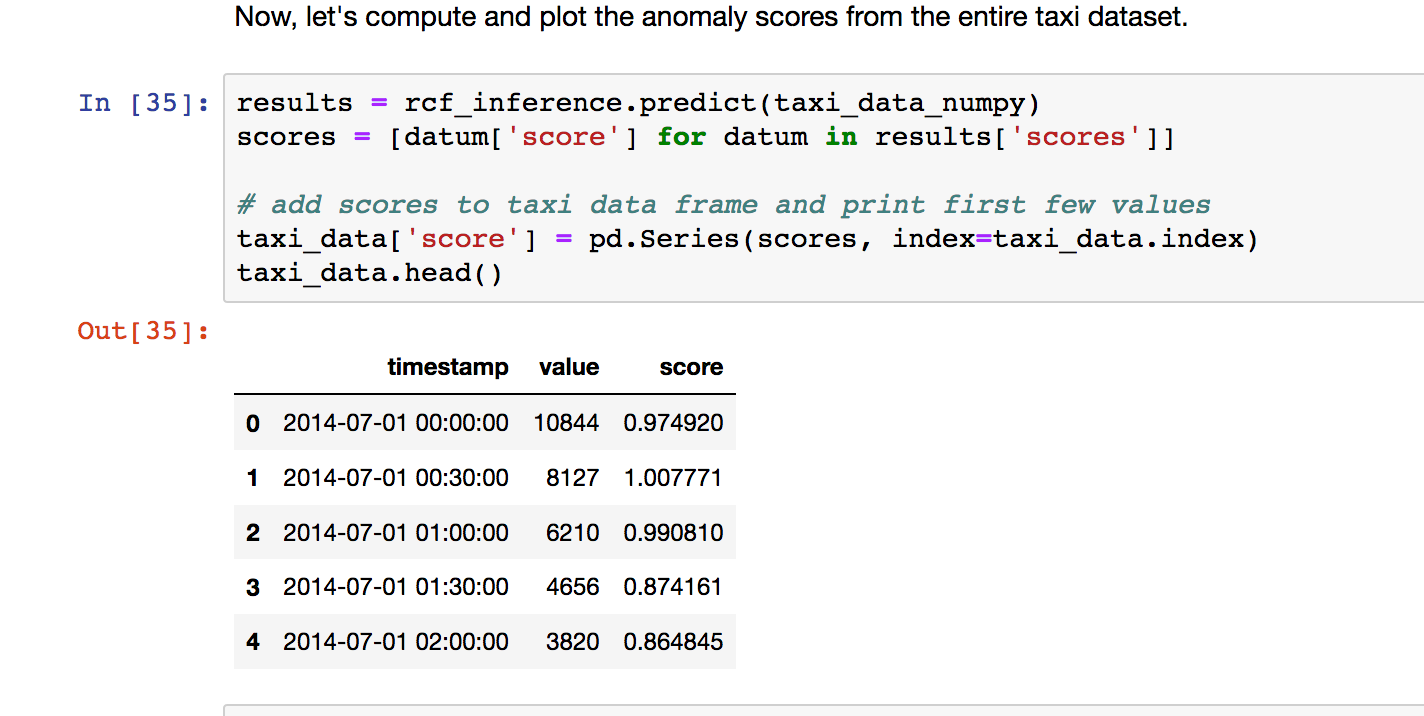 Now, let's compute and plot the anomaly scores from the entire taxi dataset.
In [35]: results = rcf_inference.predict(taxi_data_numpy)
scores = [datum['score'] for datum in results['scores']]
# add scores to taxi data frame and print first few values
taxi_data['score'] = pd.Series(scores, index=taxi_data.index)
taxi_data.head()
Out[35]:
timestamp value score
0 2014-07-01 00:00:00 10844 0.974920
1 2014-07-01 00:30:00 8127 1.007771
2 2014-07-01 01:00:00 6210 0.990810
3 2014-07-01 01:30:00 4656 0.874161
4 2014-07-01 02:00:00 3820 0.864845